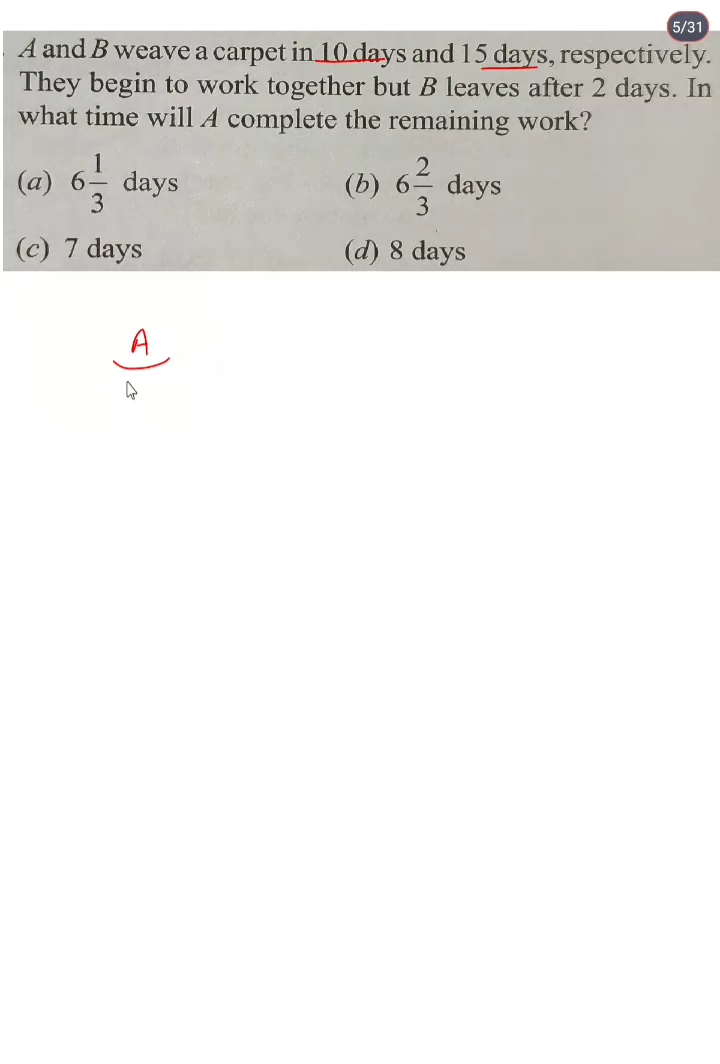 5/31
A and B weave a carpet in 10 days and 15 days, respectively.
They begin to work together but B leaves after 2 days. In
what time will A complete the remaining work?
(a) 6 1/3 days (b) 6 2/3 days
(c) 7 days (d) 8 days
A